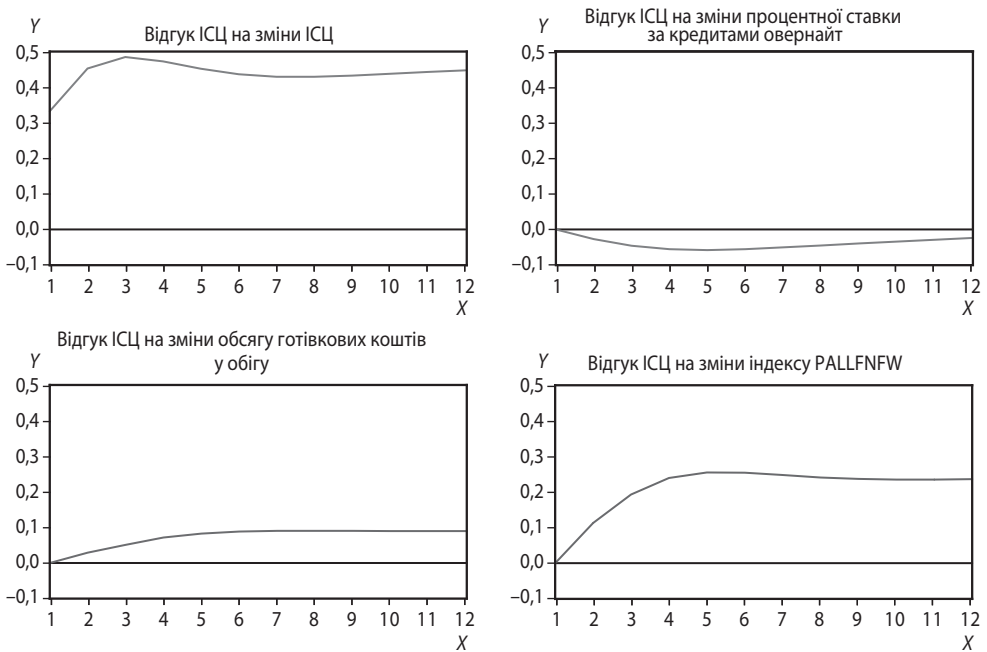 Y
Відгук ІСЦ на зміни ІСЦ
0,5
0,4
0,3
0,2
0,1
0,0
–0,1
1 2 3 4 5 6 7 8 9 10 11 12
X
Відгук ІСЦ на зміни процентної ставки
за кредитами овернайт
Y
0,5
0,4
0,3
0,2
0,1
0,0
–0,1
1 2 3 4 5 6 7 8 9 10 11 12
X
Відгук ІСЦ на зміни обсягу готівкових коштів
у обігу
Y
0,5
0,4
0,3
0,2
0,1
0,0
–0,1
1 2 3 4 5 6 7 8 9 10 11 12
X
Y
Відгук ІСЦ на зміни індексу PALLFNFW
0,5
0,4
0,3
0,2
0,1
0,0
–0,1
1 2 3 4 5 6 7 8 9 10 11 12
X